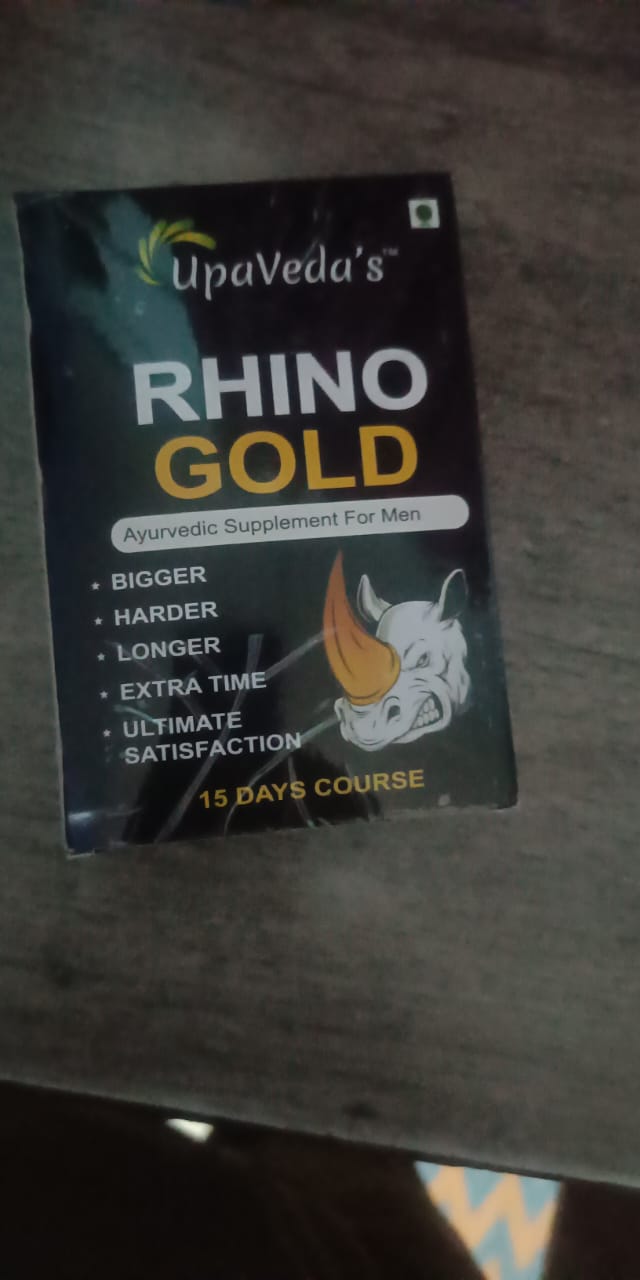 UpaVeda's™
RHINO
GOLD
Ayurvedic Supplement For Men
* BIGGER
* HARDER
* LONGER
* EXTRA TIME
* ULTIMATE
SATISFACTION
15 DAYS COURSE